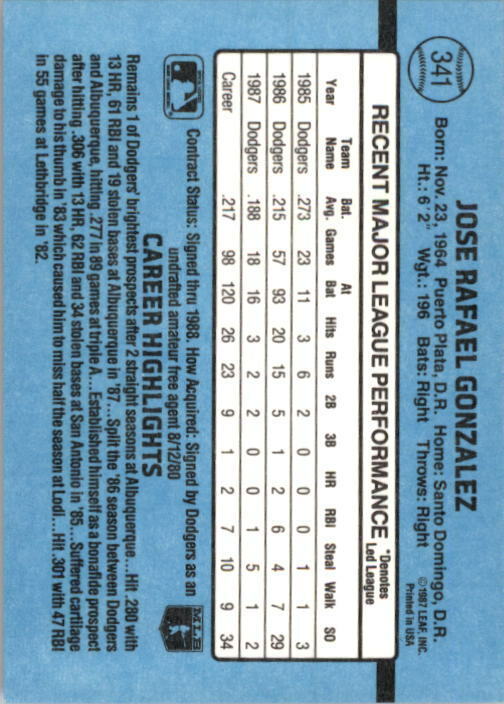 341
JOSE RAFAEL GONZALEZ
Born: Nov. 23, 1964 Puerto Plata, D.R. Home: Santo Domingo, D.R.
Ht.: 6' 2" Wgt.: 196 Bats: Right Throws: Right
© 1987 LEAF, INC.
Printed in USA
RECENT MAJOR LEAGUE PERFORMANCE *Denotes Led League
Year Team Name Bat. Avg. Games At Bat Hits Runs 2B 3B HR RBI Steal Walk SO
1985 Dodgers .273 23 11 3 6 2 0 0 0 1 1 3
1986 Dodgers .215 57 93 20 15 5 1 2 6 4 7 29
1987 Dodgers .188 18 16 3 2 2 0 0 1 5 1 2
Career .217 98 120 26 23 9 1 2 7 10 9 34
Contract Status: Signed thru 1988. How Acquired: Signed by Dodgers as an
undrafted amateur free agent 8/12/80
MLB
CAREER HIGHLIGHTS
Remains 1 of Dodgers' brightest prospects after 2 straight seasons at Albuquerque...Hit .280 with
13 HR, 61 RBI and 19 stolen bases at Albuquerque in '87....Split the '86 season between Dodgers
and Albuquerque, hitting .277 in 89 games at triple A....Established himself as a bonafide prospect
after hitting .306 with 13 HR, 62 RBI and 34 stolen bases at San Antonio in '85....Suffered cartilage
damage to his thumb in '83 which caused him to miss half the season at Lodi....Hit .301 with 47 RBI
in 55 games at Lethbridge in '82.